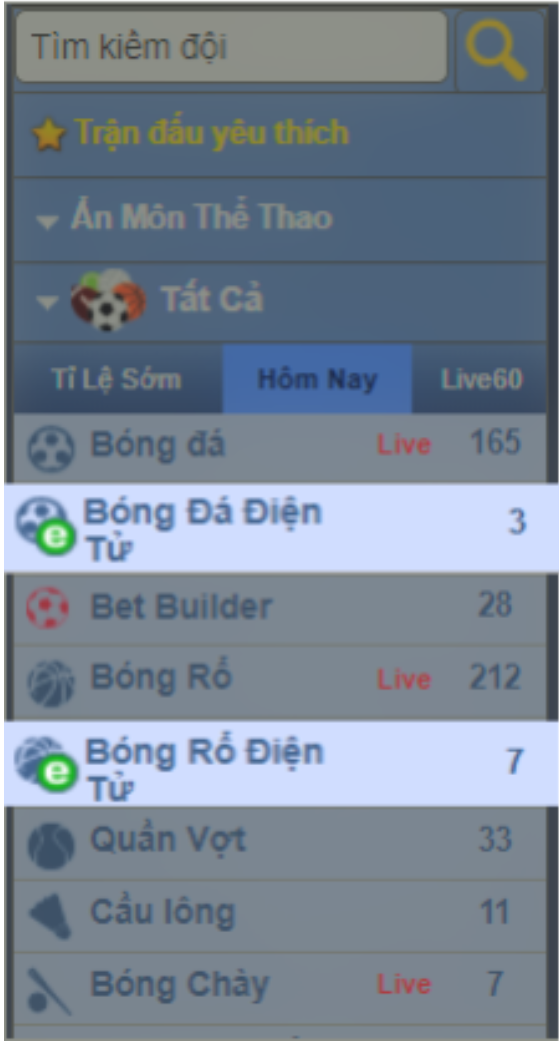 Tìm kiếm đội
Trận đấu yêu thích
Ẩn Môn Thể Thao
Tất Cả
Tỉ Lệ Sớm Hôm Nay Live60
Bóng đá Live 165
Bóng Đá Điện 3
Tử
Bet Builder 28
Bóng Rổ Live 212
Bóng Rổ Điện 7
Tử
Quần Vợt 33
Cầu lông 11
Bóng Chày Live 7